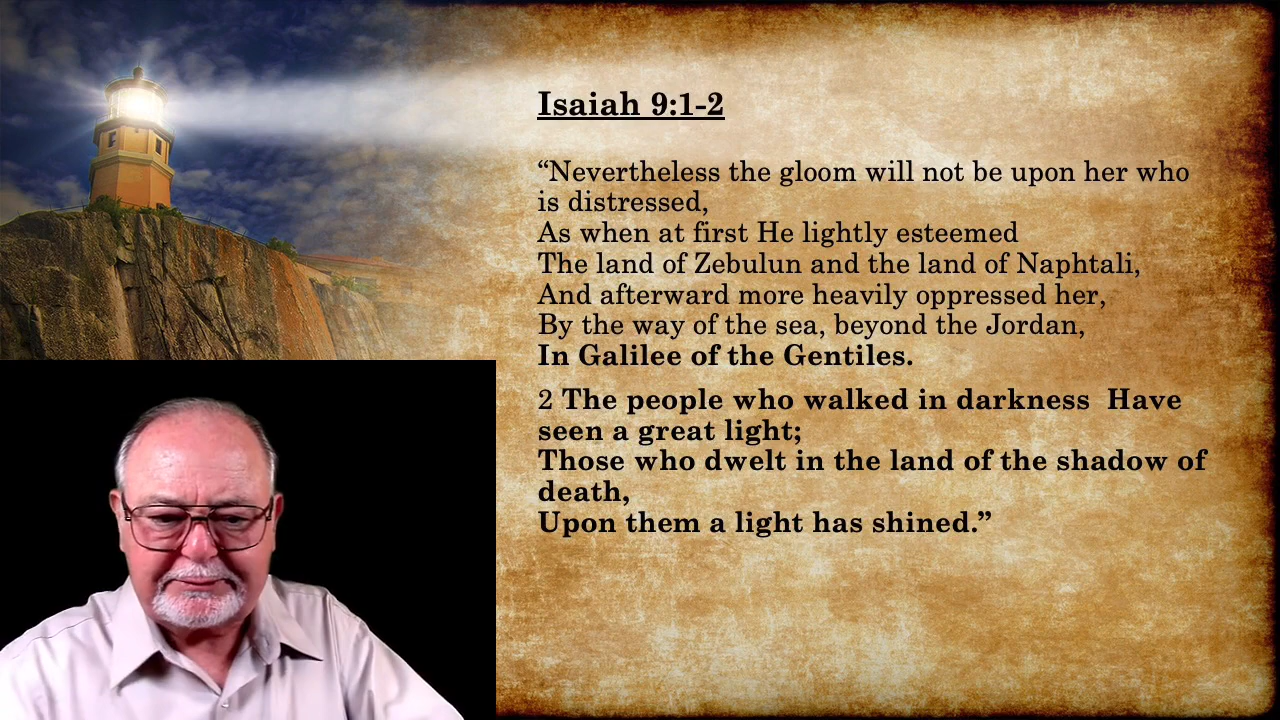 Isaiah 9:1-2
“Nevertheless the gloom will not be upon her who
is distressed,
As when at first He lightly esteemed
The land of Zebulun and the land of Naphtali,
And afterward more heavily oppressed her,
By the way of the sea, beyond the Jordan,
In Galilee of the Gentiles.
2 The people who walked in darkness  Have
seen a great light;
Those who dwelt in the land of the shadow of
death,
Upon them a light has shined.”